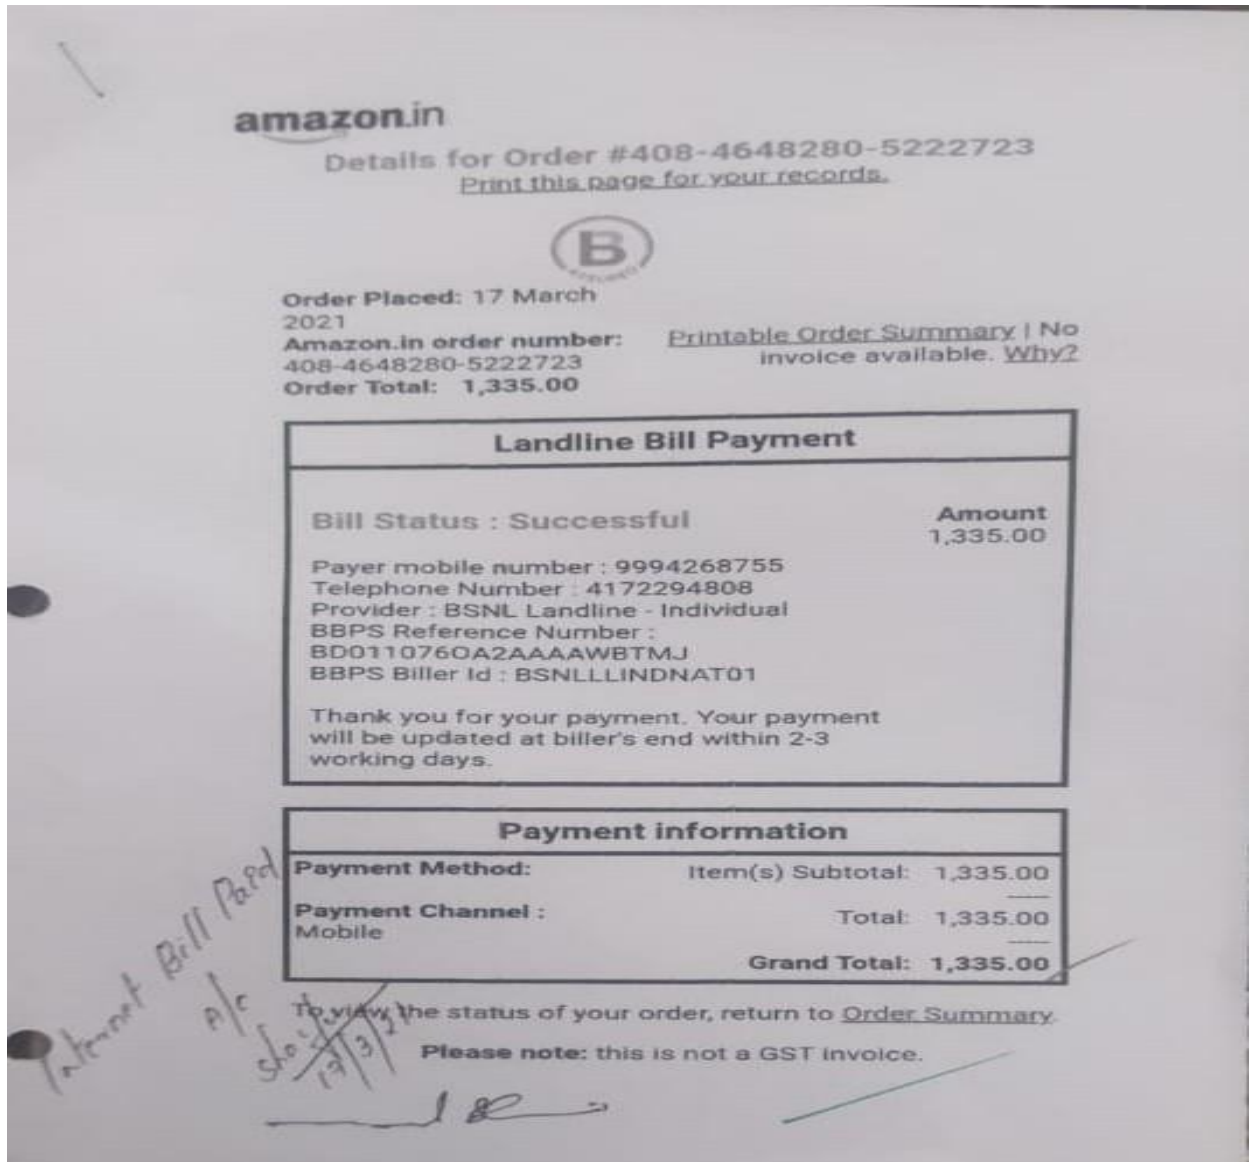 amazon.in
Details for Order #408-4648280-5222723
Print this page for your records.
B
ASSURED
Order Placed: 17 March
2021
Amazon.in order number:
408-4648280-5222723
Order Total: 1,335.00
Printable Order Summary | No
invoice available. Why?
Landline Bill Payment
Bill Status : Successful
Amount
1,335.00
Payer mobile number : 9994268755
Telephone Number : 4172294808
Provider : BSNL Landline - Individual
BBPS Reference Number :
BD011076OA2AAAAWBTMJ
BBPS Biller Id : BSNLLLINDNAT01
Thank you for your payment. Your payment
will be updated at biller's end within 2-3
working days.
Payment information
Payment Method:
Item(s) Subtotal: 1,335.00
Payment Channel :
Mobile
Total: 1,335.00
Grand Total: 1,335.00
To view the status of your order, return to Order Summary.
Please note: this is not a GST invoice.
Internet Bill Paid
A/c
17/3/21